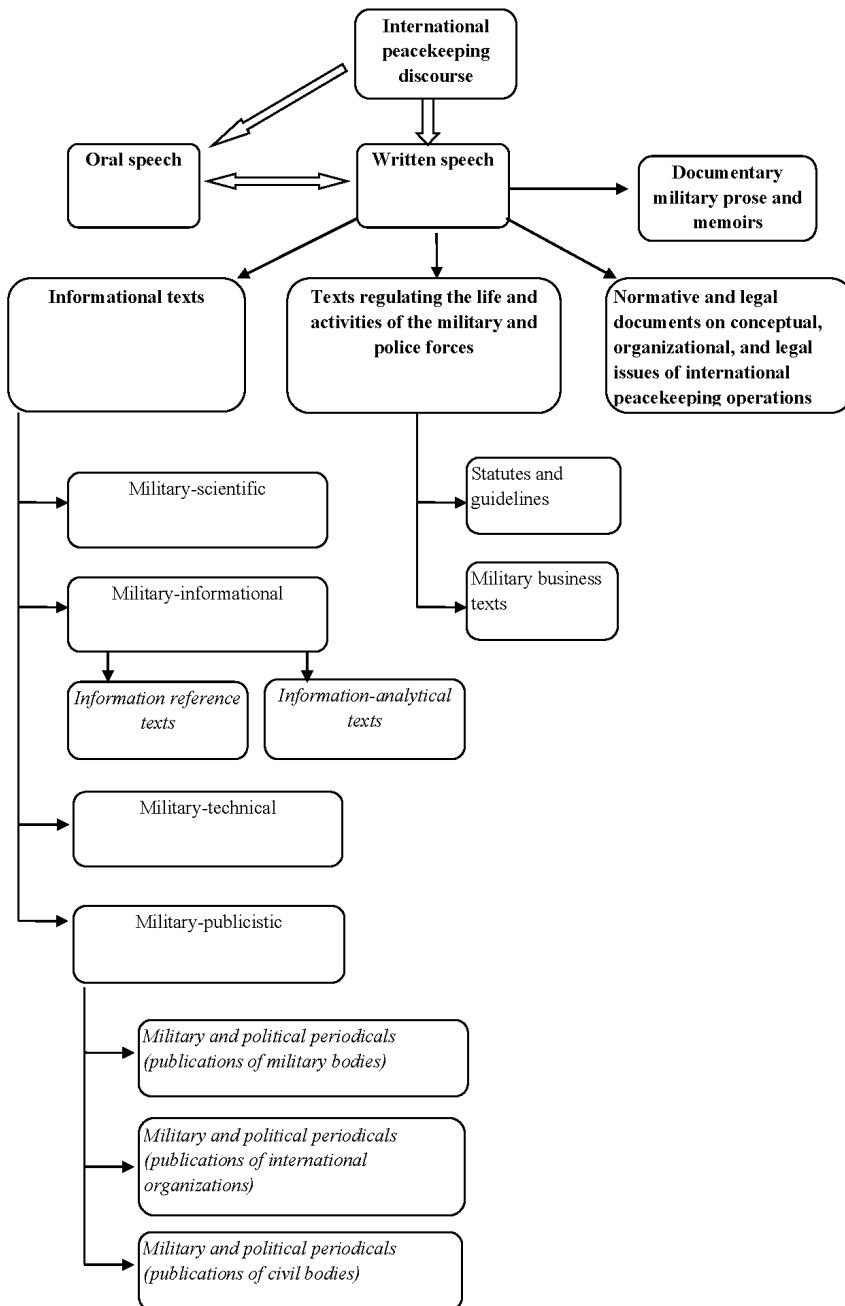 International
peacekeeping
discourse
Oral speech
Written speech
Documentary
military prose and
memoirs
Informational texts
Texts regulating the life and
activities of the military and
police forces
Normative and legal
documents on conceptual,
organizational, and legal
issues of international
peacekeeping operations
Military-scientific
Statutes and
guidelines
Military-informational
Military business
texts
Information reference
texts
Information-analytical
texts
Military-technical
Military-publicistic
Military and political periodicals
(publications of military bodies)
Military and political periodicals
(publications of international
organizations)
Military and political periodicals
(publications of civil bodies)